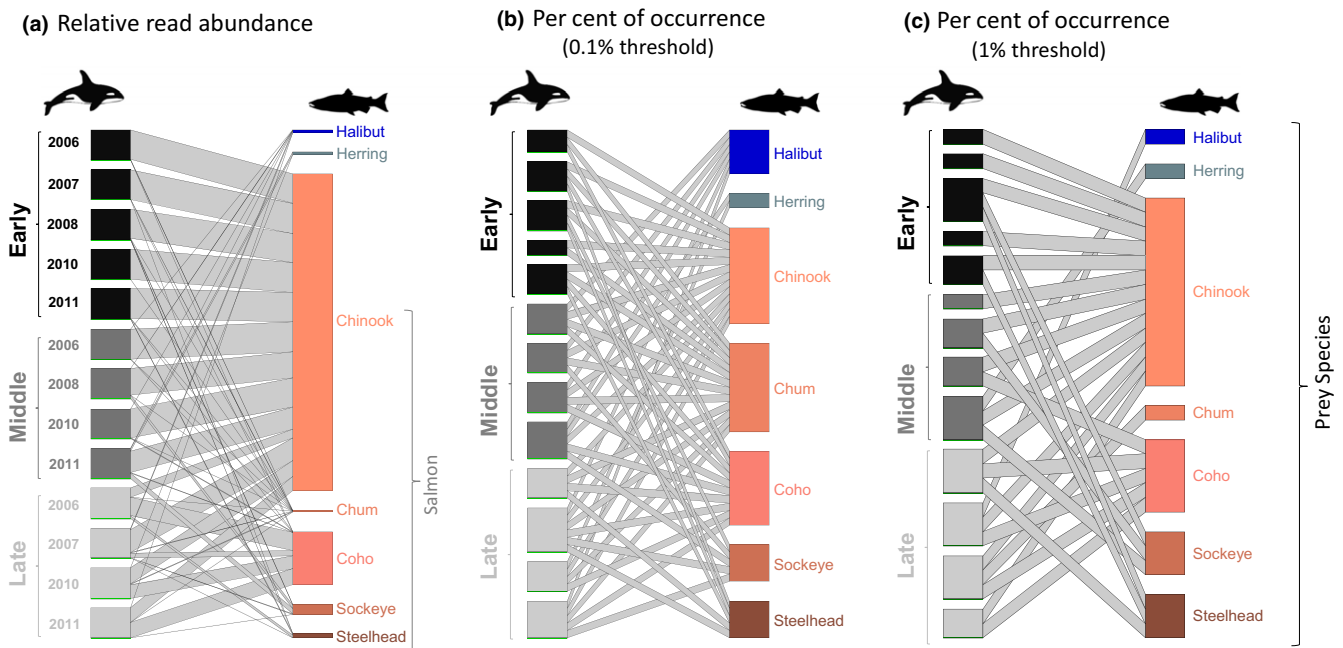 (a) Relative read abundance
Early
2006
2007
2008
2010
2011
Middle
2006
2008
2010
2011
Late
2006
2007
2010
2011
Halibut
Herring
Chinook
Chum
Coho
Sockeye
Steelhead
Salmon
(b) Per cent of occurrence
(0.1% threshold)
Early
Middle
Late
Halibut
Herring
Chinook
Chum
Coho
Sockeye
Steelhead
(c) Per cent of occurrence
(1% threshold)
Early
Middle
Late
Halibut
Herring
Chinook
Chum
Coho
Sockeye
Steelhead
Prey Species